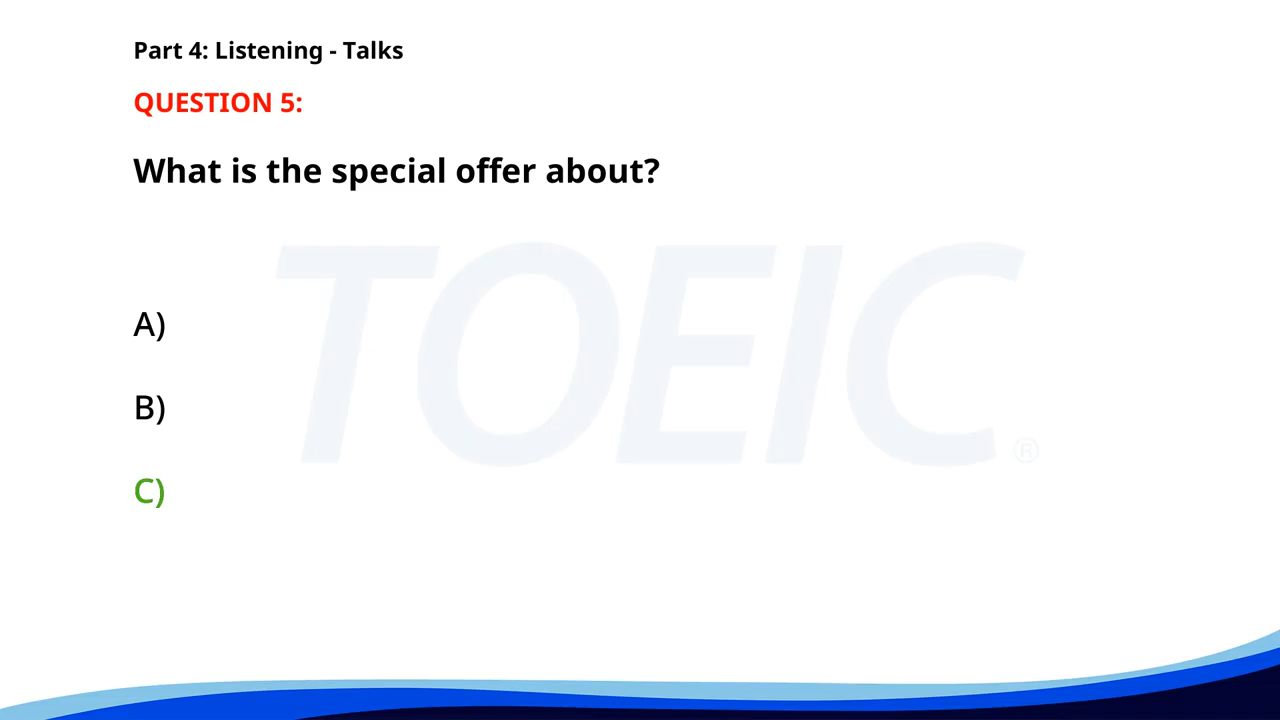 Part 4: Listening - Talks
QUESTION 5:
What is the special offer about?
TOEIC®
A)
B)
C)